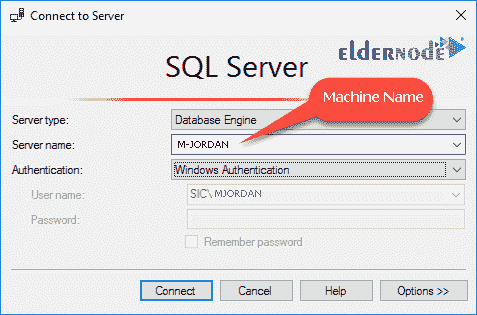 Connect to Server
ELDERNODE
SQL Server
Machine Name
Server type: Database Engine
Server name: M-JORDAN
Authentication: Windows Authentication
User name: SIC\MJORDAN
Password:
Remember password
Connect Cancel Help Options >>